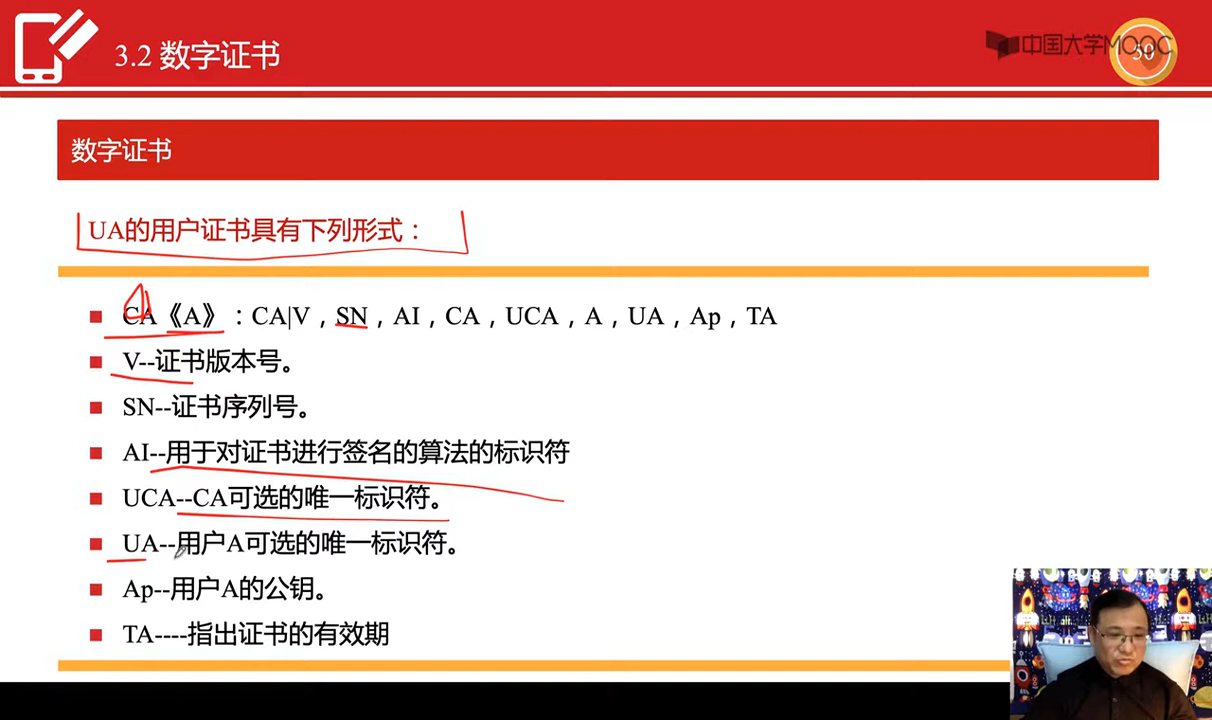 3.2 数字证书
中国大学MOOC
30
数字证书
UA的用户证书具有下列形式：
CA《A》：CA|V，SN，AI，CA，UCA，A，UA，Ap，TA
V--证书版本号。
SN--证书序列号。
AI--用于对证书进行签名的算法的标识符
UCA--CA可选的唯一标识符。
UA--用户A可选的唯一标识符。
Ap--用户A的公钥。
TA----指出证书的有效期